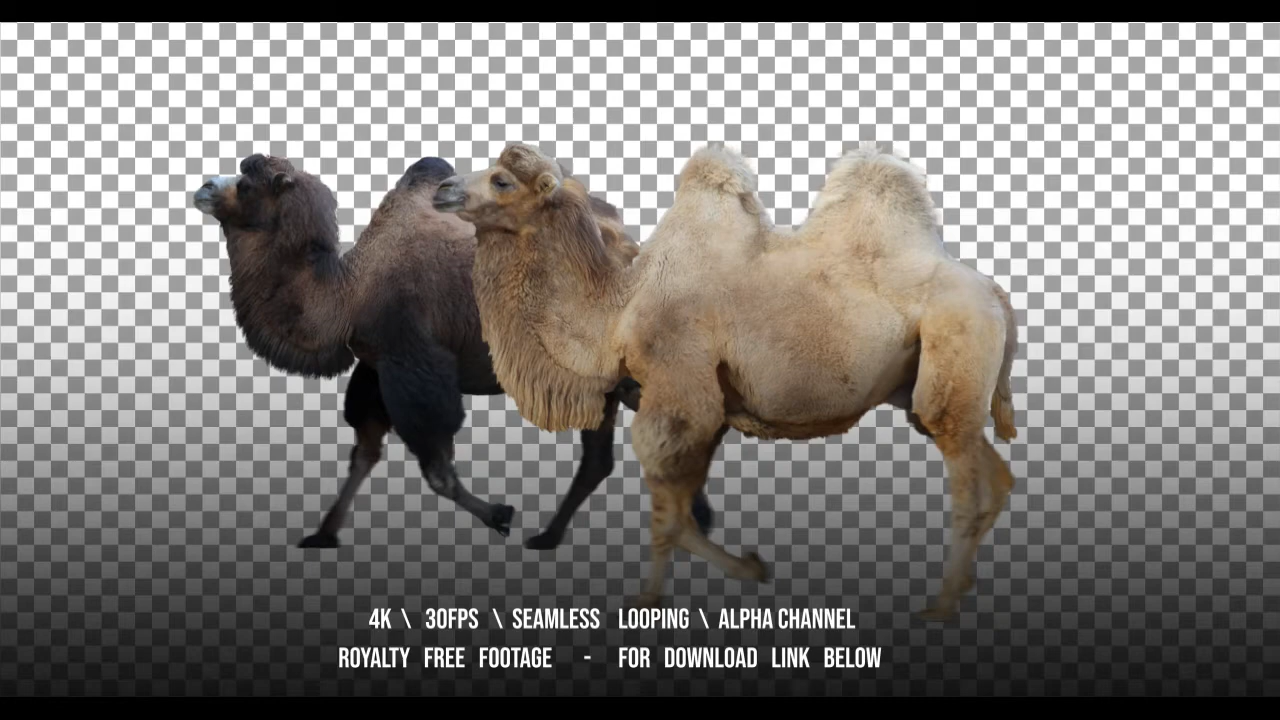 4K \ 30FPS \ SEAMLESS LOOPING \ ALPHA CHANNEL
ROYALTY FREE FOOTAGE - FOR DOWNLOAD LINK BELOW